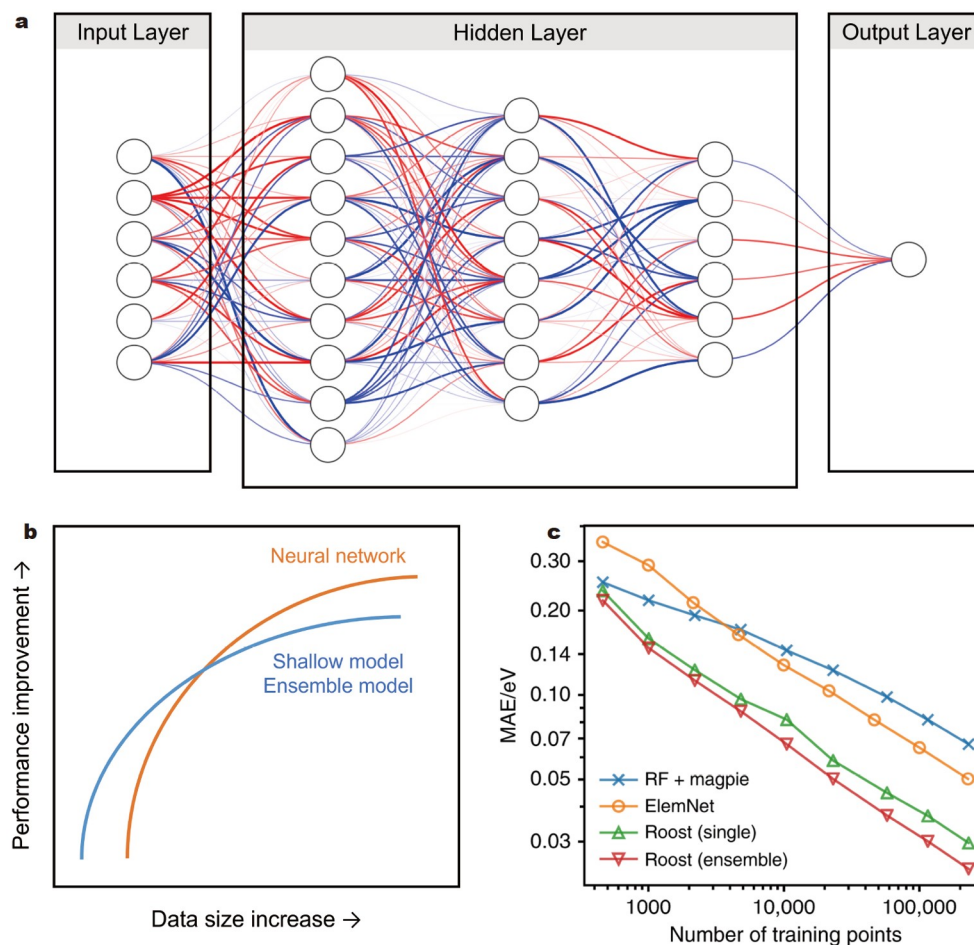 a
Input Layer
Hidden Layer
Output Layer
b
Neural network
Shallow model
Ensemble model
Performance improvement →
Data size increase →
c
0.30
0.20
0.14
0.10
0.07
0.05
0.03
MAE/eV
RF + magpie
ElemNet
Roost (single)
Roost (ensemble)
1000
10,000
100,000
Number of training points